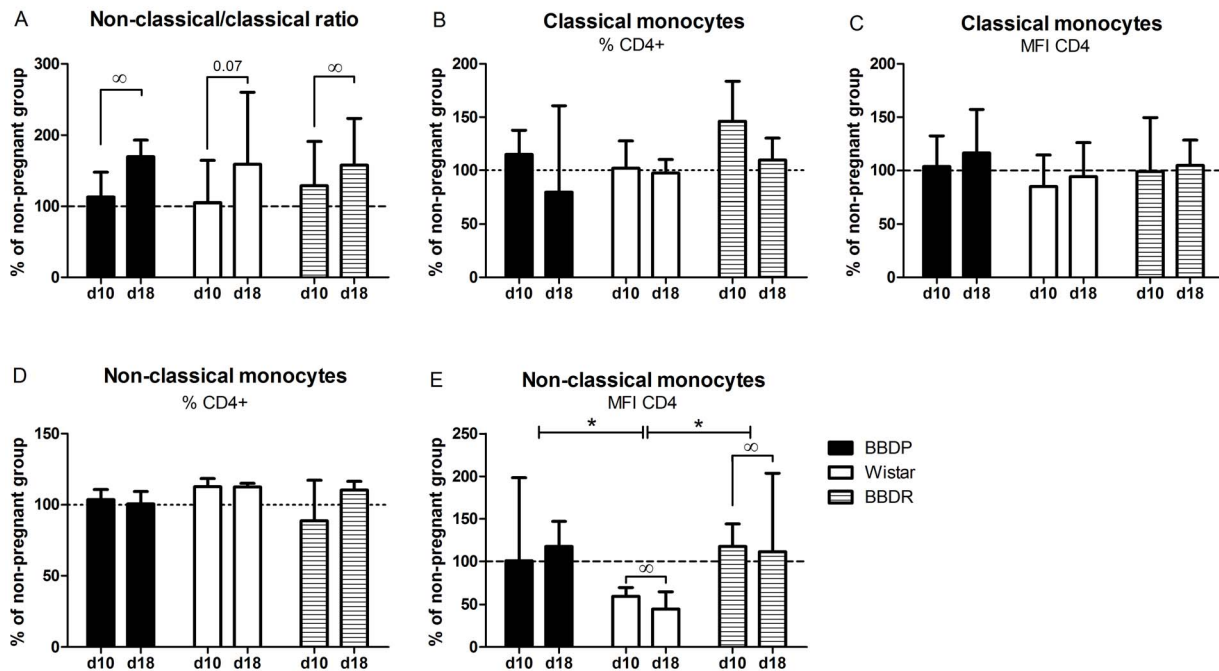 A
Non-classical/classical ratio
% of non-pregnant group
300
200
100
0
∞
0.07
∞
d10 d18 d10 d18 d10 d18
B
Classical monocytes
% CD4+
% of non-pregnant group
200
150
100
50
0
d10 d18 d10 d18 d10 d18
C
Classical monocytes
MFI CD4
% of non-pregnant group
200
150
100
50
0
d10 d18 d10 d18 d10 d18
D
Non-classical monocytes
% CD4+
% of non-pregnant group
150
100
50
0
d10 d18 d10 d18 d10 d18
E
Non-classical monocytes
MFI CD4
% of non-pregnant group
250
200
150
100
50
0
* *
∞
∞
d10 d18 d10 d18 d10 d18
BBDP
Wistar
BBDR